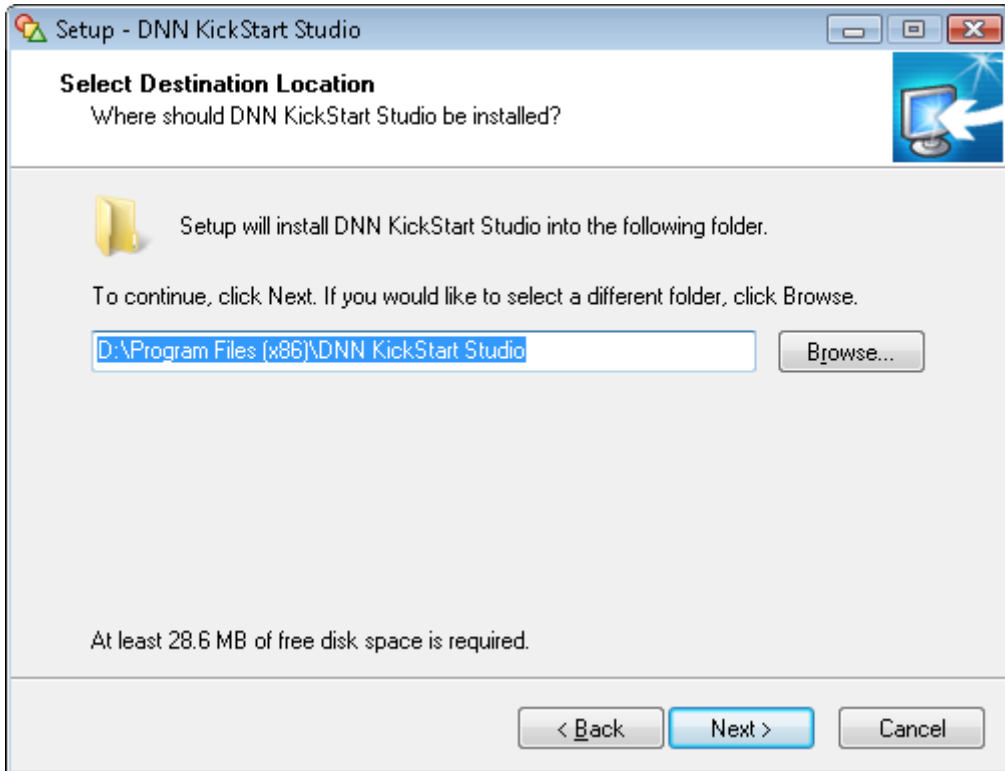 Setup - DNN KickStart Studio
Select Destination Location
Where should DNN KickStart Studio be installed?
Setup will install DNN KickStart Studio into the following folder.
To continue, click Next. If you would like to select a different folder, click Browse.
D:\Program Files (x86)\DNN KickStart Studio
Browse...
At least 28.6 MB of free disk space is required.
< Back
Next >
Cancel